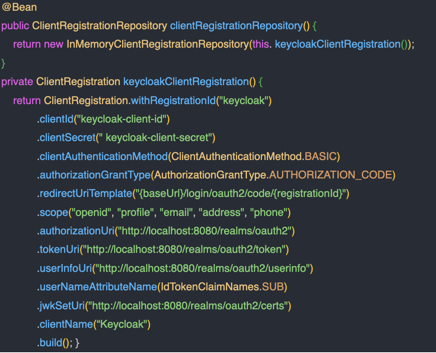 @Bean
public ClientRegistrationRepository clientRegistrationRepository() {
return new InMemoryClientRegistrationRepository(this. keycloakClientRegistration());
}
private ClientRegistration keycloakClientRegistration() {
return ClientRegistration.withRegistrationId("keycloak")
.clientId("keycloak-client-id")
.clientSecret(" keycloak-client-secret")
.clientAuthenticationMethod(ClientAuthenticationMethod.BASIC)
.authorizationGrantType(AuthorizationGrantType.AUTHORIZATION_CODE)
.redirectUriTemplate("{baseUrl}/login/oauth2/code/{registrationId}")
.scope("openid", "profile", "email", "address", "phone")
.authorizationUri("http://localhost:8080/realms/oauth2")
.tokenUri("http://localhost:8080/realms/oauth2/token")
.userInfoUri("http://localhost:8080/realms/oauth2/userinfo")
.userNameAttributeName(IdTokenClaimNames.SUB)
.jwkSetUri("http://localhost:8080/realms/oauth2/certs")
.clientName("Keycloak")
.build(); }